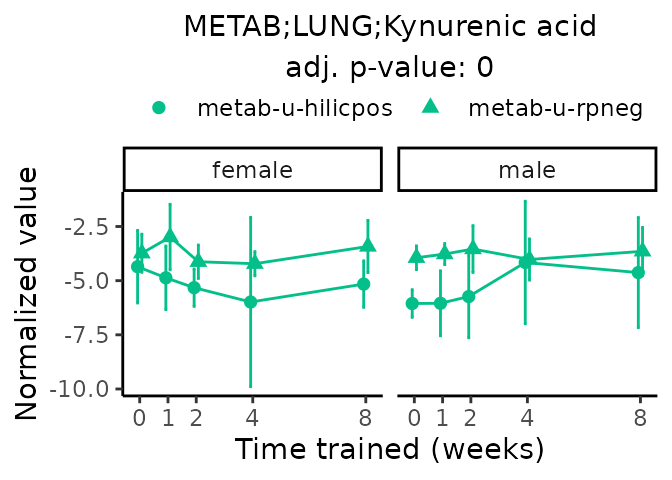 METAB;LUNG;Kynurenic acid
adj. p-value: 0
metab-u-hilicpos metab-u-rpneg
female male
Normalized value
-2.5
-5.0
-7.5
-10.0
0 1 2 4 8 0 1 2 4 8
Time trained (weeks)